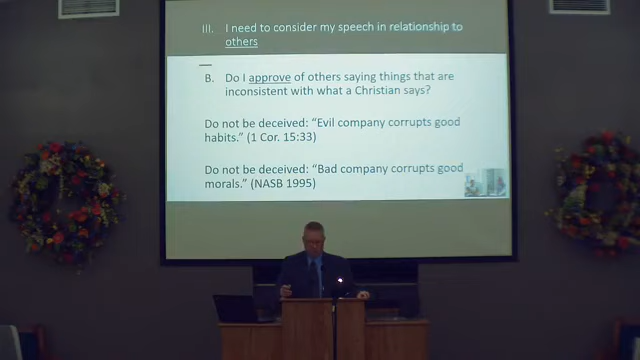 III. I need to consider my speech in relationship to
others
B. Do I approve of others saying things that are
inconsistent with what a Christian says?
Do not be deceived: “Evil company corrupts good
habits.” (1 Cor. 15:33)
Do not be deceived: “Bad company corrupts good
morals.” (NASB 1995)